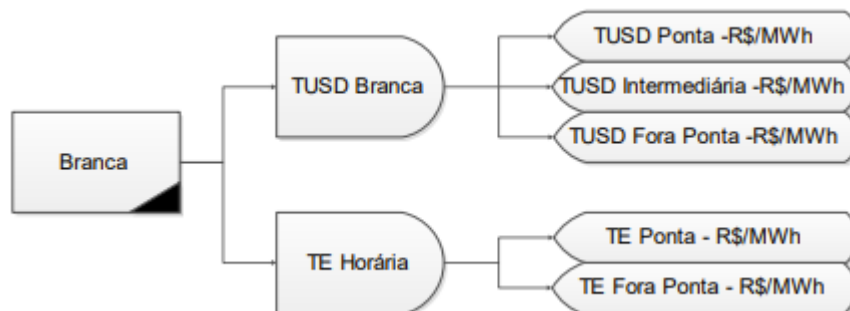 Branca
TUSD Branca
TUSD Ponta -R$/MWh
TUSD Intermediária -R$/MWh
TUSD Fora Ponta -R$/MWh
TE Horária
TE Ponta - R$/MWh
TE Fora Ponta - R$/MWh